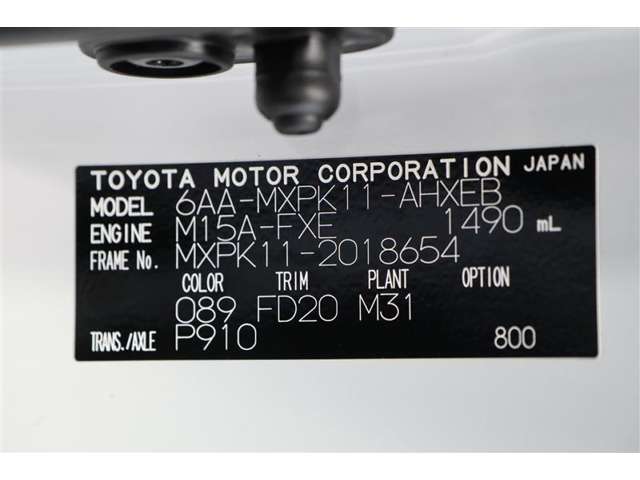 TOYOTA MOTOR CORPORATION JAPAN
MODEL 6AA-MXPK11-AHXEB
ENGINE M15A-FXE 1490 mL
FRAME No. MXPK11-2018654
COLOR TRIM PLANT OPTION
089 FD20 M31
TRANS./AXLE P910 800